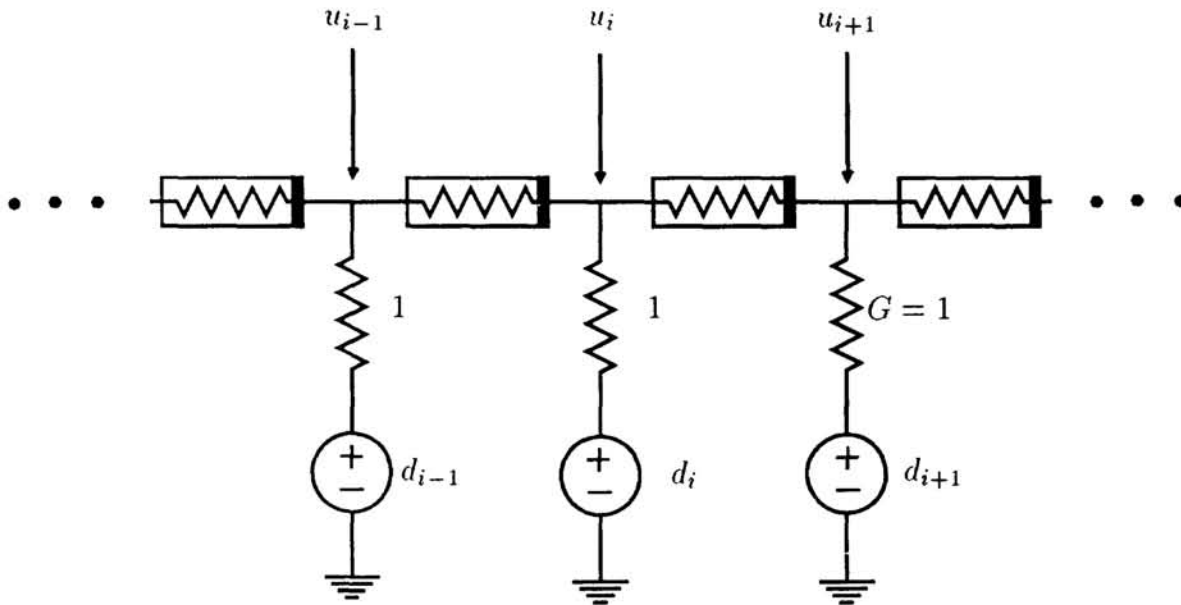 u_{i-1} u_i u_{i+1}
1 1 G = 1
d_{i-1} d_i d_{i+1}